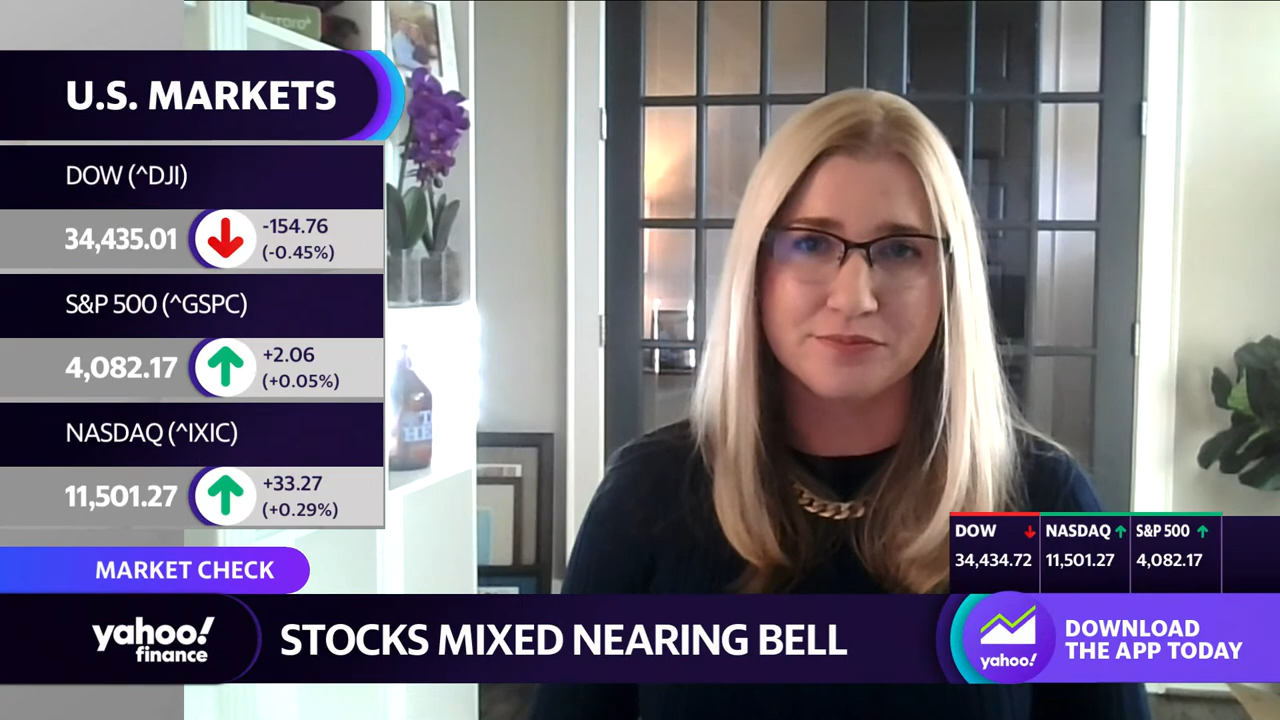 U.S. MARKETS
DOW (^DJI)
34,435.01
-154.76
(-0.45%)
S&P 500 (^GSPC)
4,082.17
+2.06
(+0.05%)
NASDAQ (^IXIC)
11,501.27
+33.27
(+0.29%)
MARKET CHECK
yahoo!
finance
STOCKS MIXED NEARING BELL
DOW
34,434.72
NASDAQ
11,501.27
S&P 500
4,082.17
yahoo!
DOWNLOAD
THE APP TODAY